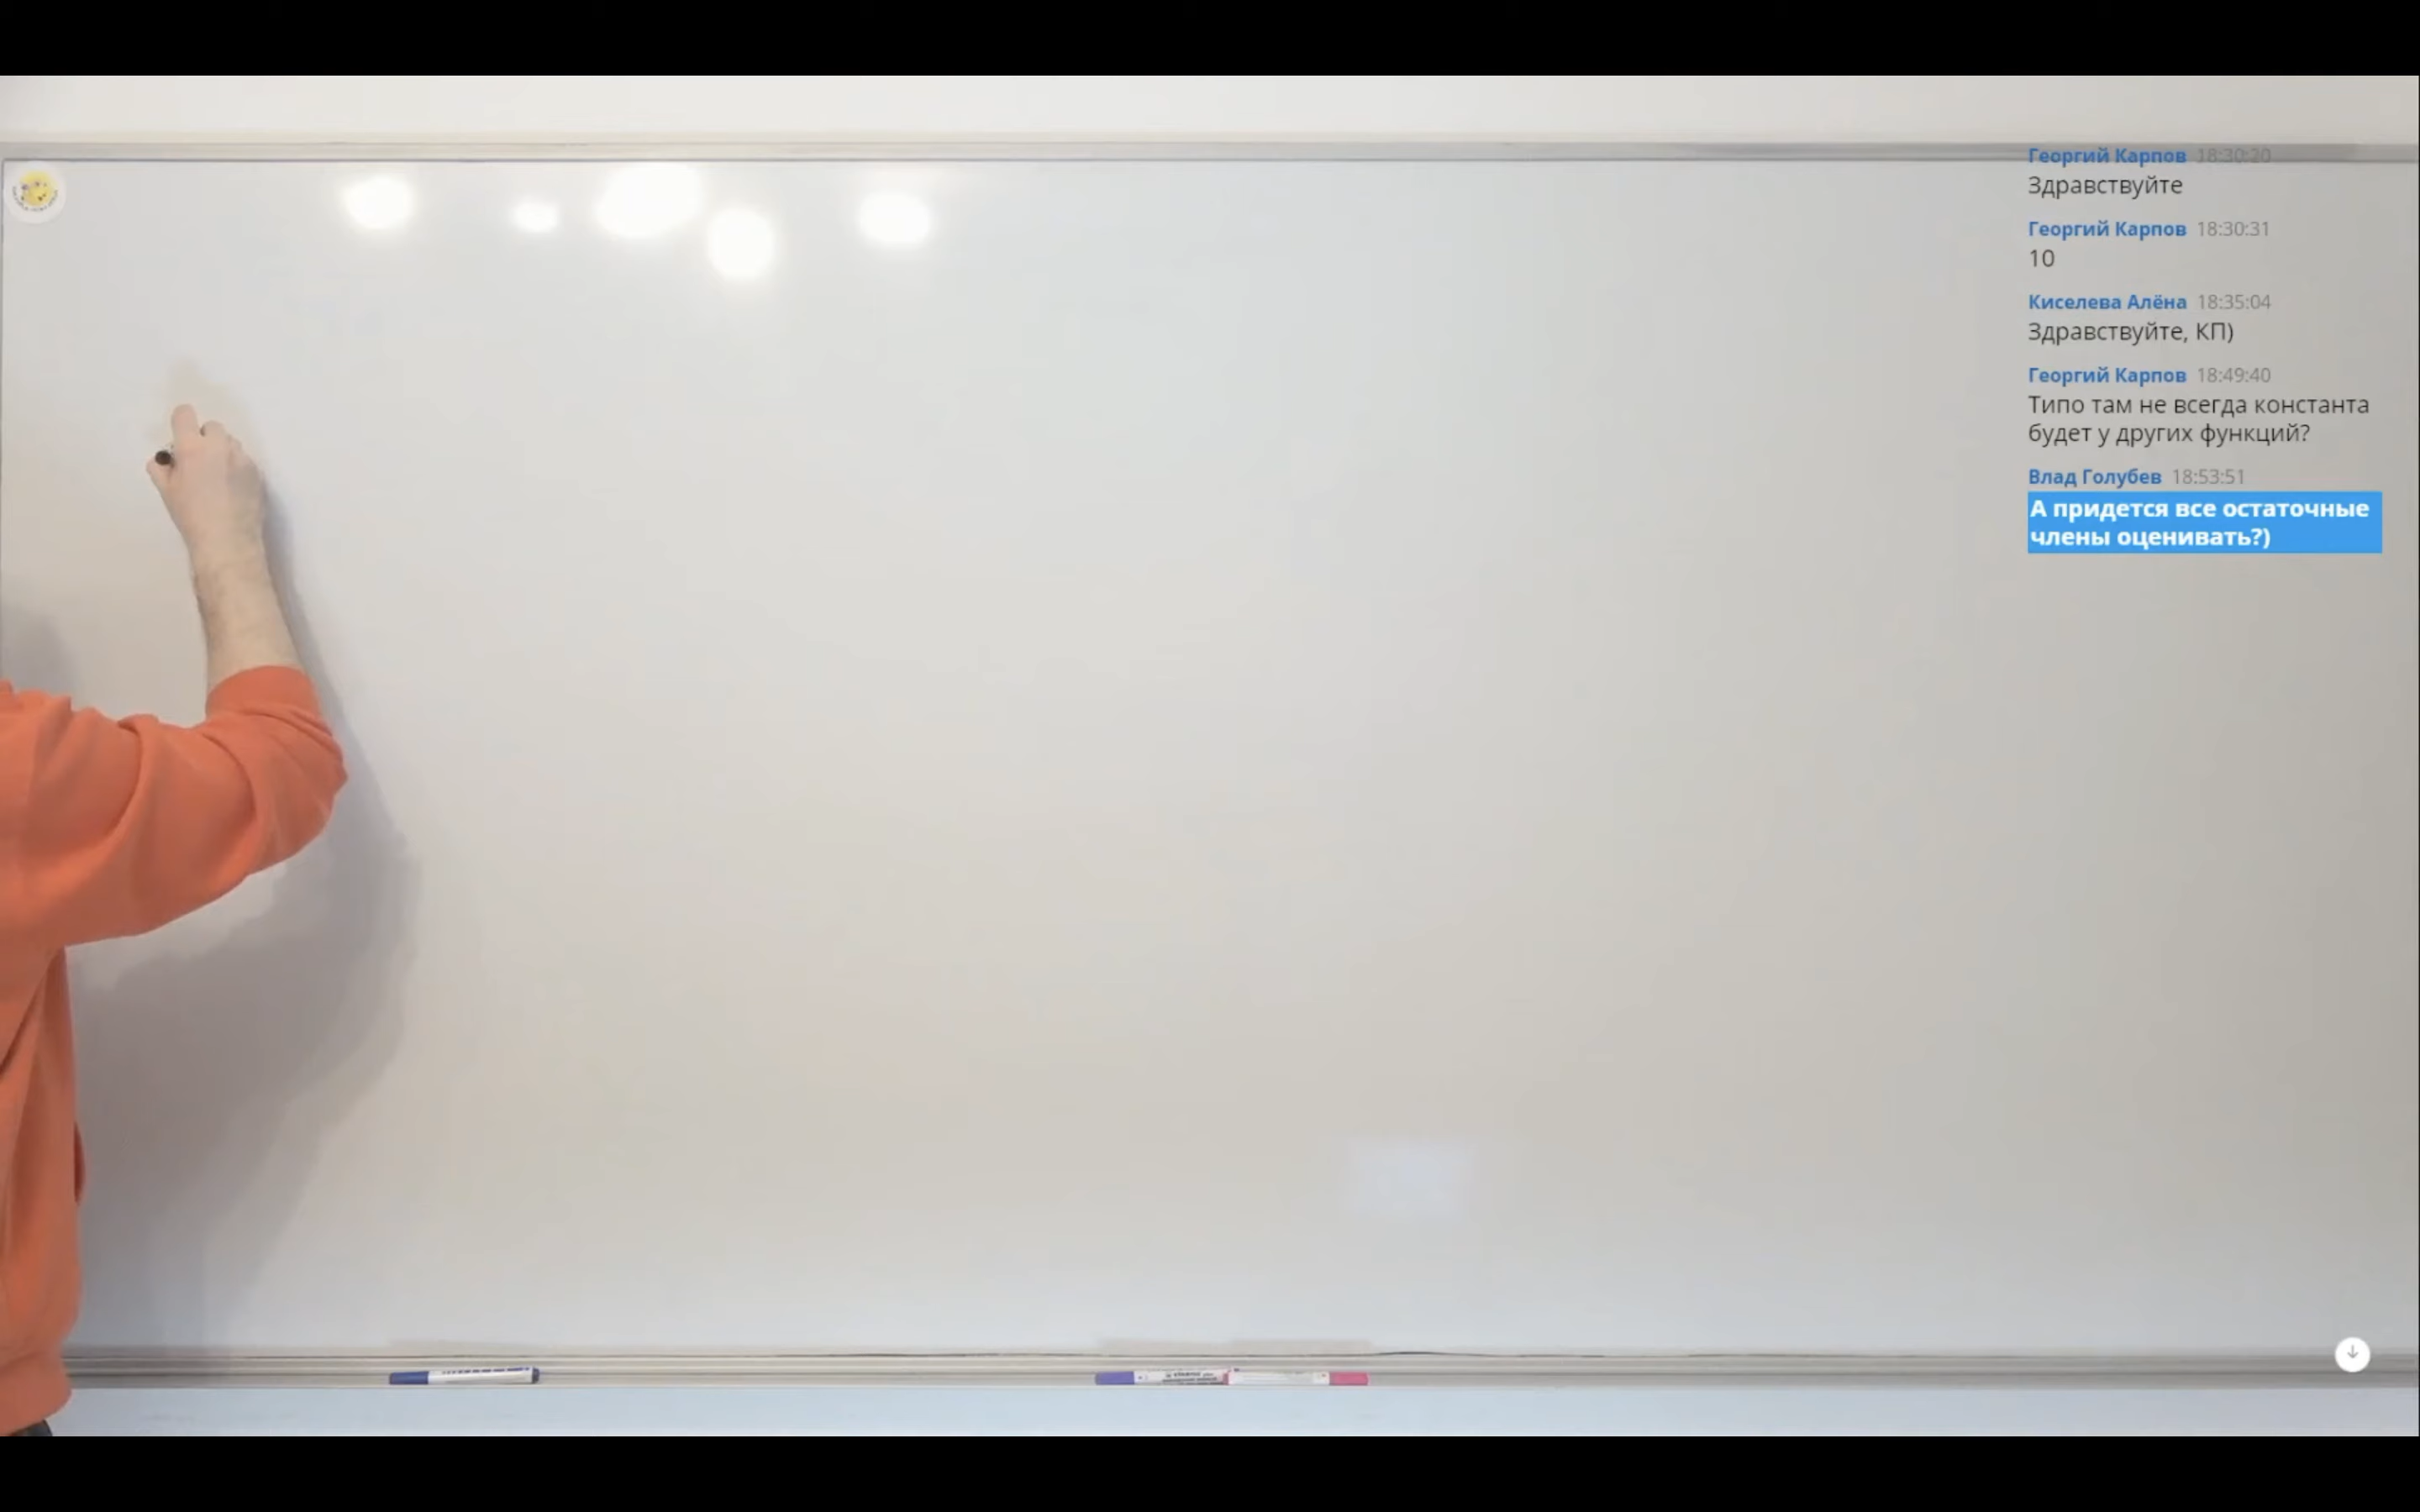 Георгий Карпов 18:30:20
Здравствуйте
Георгий Карпов 18:30:31
10
Киселева Алёна 18:35:04
Здравствуйте, КП)
Георгий Карпов 18:49:40
Типо там не всегда константа
будет у других функций?
Влад Голубев 18:53:51
А придется все остаточные
члены оценивать?)